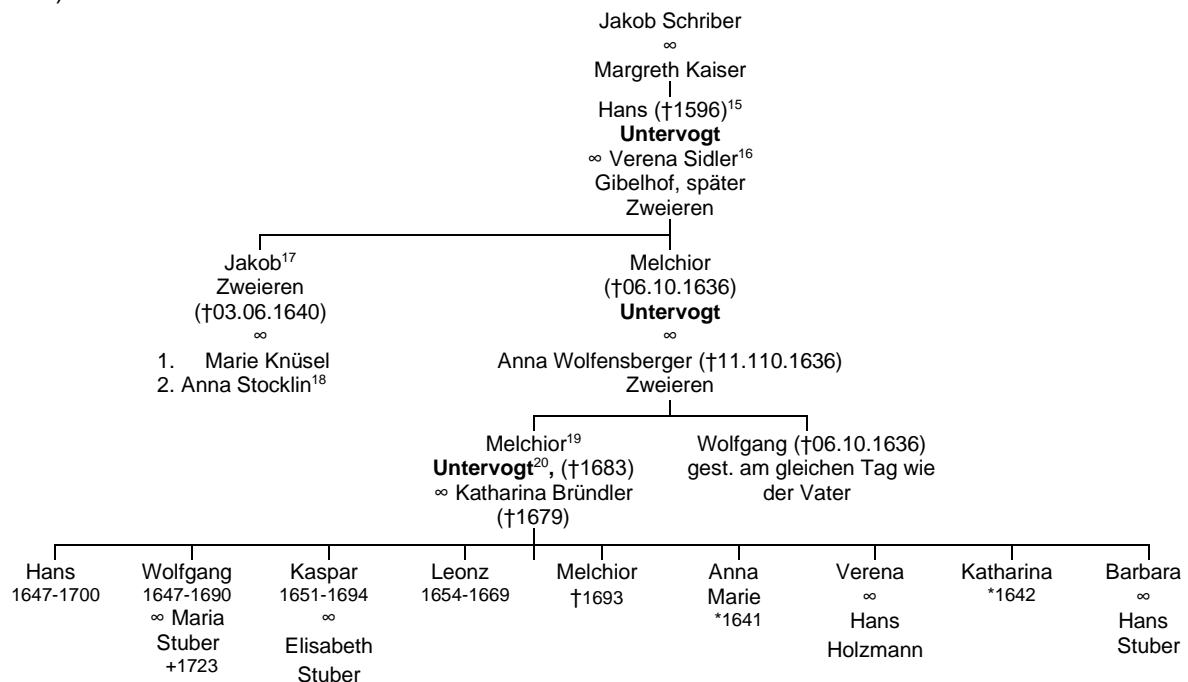 Jakob Schriber
∞
Margreth Kaiser
Hans (†1596)15
Untervogt
∞ Verena Sidler16
Gibelhof, später
Zweieren
Jakob17
Zweieren
(†03.06.1640)
∞
1. Marie Knüsel
2. Anna Stocklin18
Melchior
(†06.10.1636)
Untervogt
∞
Anna Wolfensberger (†11.110.1636)
Zweieren
Melchior19
Untervogt20, (†1683)
∞ Katharina Bründler
(†1679)
Wolfgang (†06.10.1636)
gest. am gleichen Tag wie
der Vater
Hans
1647-1700
Wolfgang
1647-1690
∞ Maria
Stuber
+1723
Kaspar
1651-1694
∞
Elisabeth
Stuber
Leonz
1654-1669
Melchior
†1693
Anna
Marie
*1641
Verena
∞
Hans
Holzmann
Katharina
*1642
Barbara
∞
Hans
Stuber